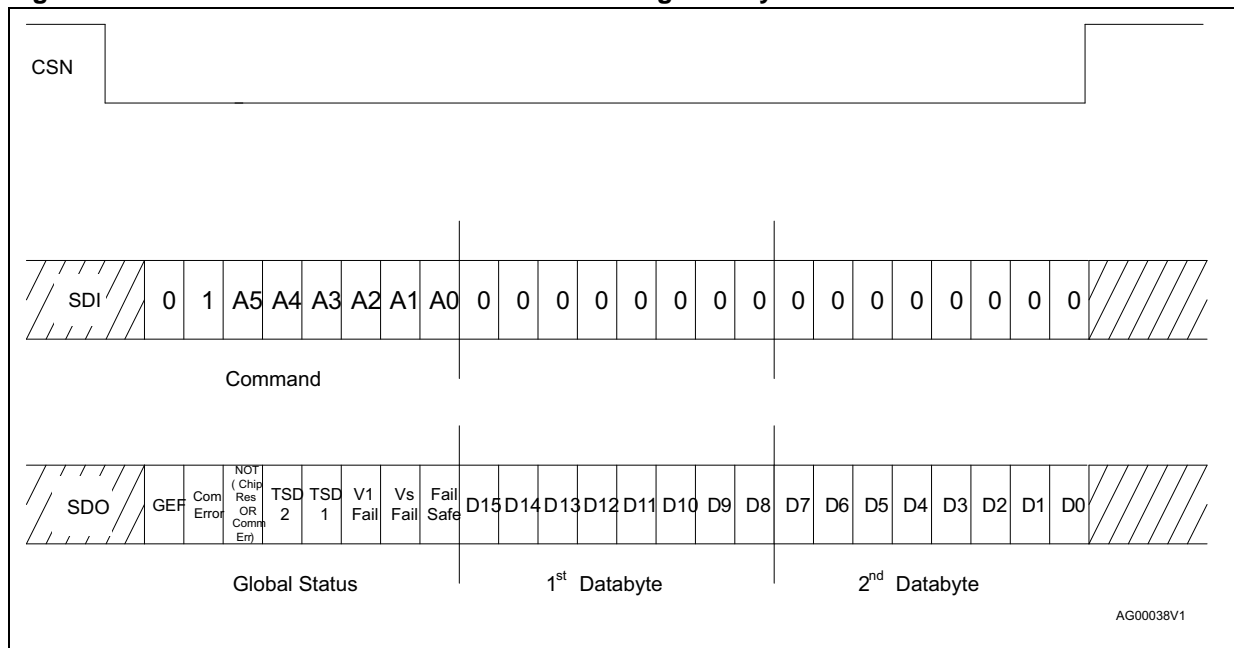 CSN
SDI 0 1 A5 A4 A3 A2 A1 A0 0 0 0 0 0 0 0 0 0 0 0 0 0 0 0 0
Command
SDO GEF Com Error NOT ( Chip Res OR Comm Err) TSD 2 TSD 1 V1 Fail Vs Fail Fail Safe D15 D14 D13 D12 D11 D10 D9 D8 D7 D6 D5 D4 D3 D2 D1 D0
Global Status 1st Databyte 2nd Databyte
AG00038V1